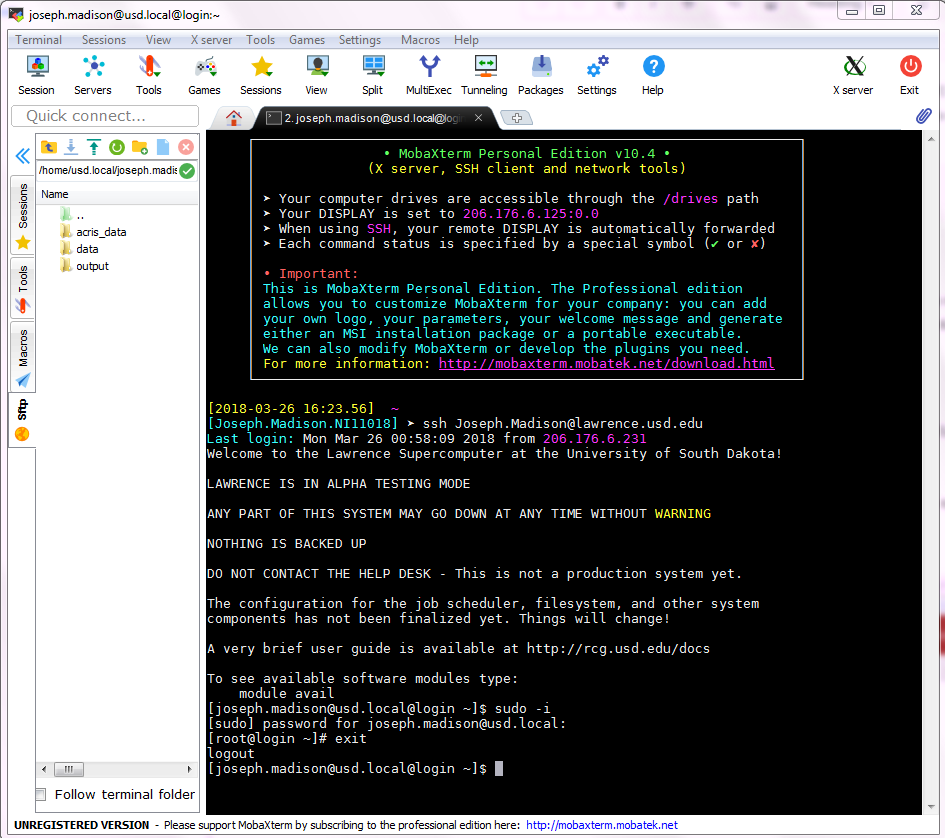 joseph.madison@usd.local@login:~
Terminal Sessions View X server Tools Games Settings Macros Help
Session Servers Tools Games Sessions View Split MultiExec Tunneling Packages Settings Help X server Exit
Quick connect...
2. joseph.madison@usd.local@logi
/home/usd.local/joseph.madis
Name
..
acris_data
data
output
Sessions
Tools
Macros
Sftp
• MobaXterm Personal Edition v10.4 •
(X server, SSH client and network tools)
➤ Your computer drives are accessible through the /drives path
➤ Your DISPLAY is set to 206.176.6.125:0.0
➤ When using SSH, your remote DISPLAY is automatically forwarded
➤ Each command status is specified by a special symbol (✔ or ✘)
• Important:
This is MobaXterm Personal Edition. The Professional edition
allows you to customize MobaXterm for your company: you can add
your own logo, your parameters, your welcome message and generate
either an MSI installation package or a portable executable.
We can also modify MobaXterm or develop the plugins you need.
For more information: http://mobaxterm.mobatek.net/download.html
[2018-03-26 16:23.56] ~
[Joseph.Madison.NI11018] ➤ ssh Joseph.Madison@lawrence.usd.edu
Last login: Mon Mar 26 00:58:09 2018 from 206.176.6.231
Welcome to the Lawrence Supercomputer at the University of South Dakota!
LAWRENCE IS IN ALPHA TESTING MODE
ANY PART OF THIS SYSTEM MAY GO DOWN AT ANY TIME WITHOUT WARNING
NOTHING IS BACKED UP
DO NOT CONTACT THE HELP DESK - This is not a production system yet.
The configuration for the job scheduler, filesystem, and other system
components has not been finalized yet. Things will change!
A very brief user guide is available at http://rcg.usd.edu/docs
To see available software modules type:
module avail
[joseph.madison@usd.local@login ~]$ sudo -i
[sudo] password for joseph.madison@usd.local:
[root@login ~]# exit
logout
[joseph.madison@usd.local@login ~]$
Follow terminal folder
UNREGISTERED VERSION - Please support MobaXterm by subscribing to the professional edition here: http://mobaxterm.mobatek.net